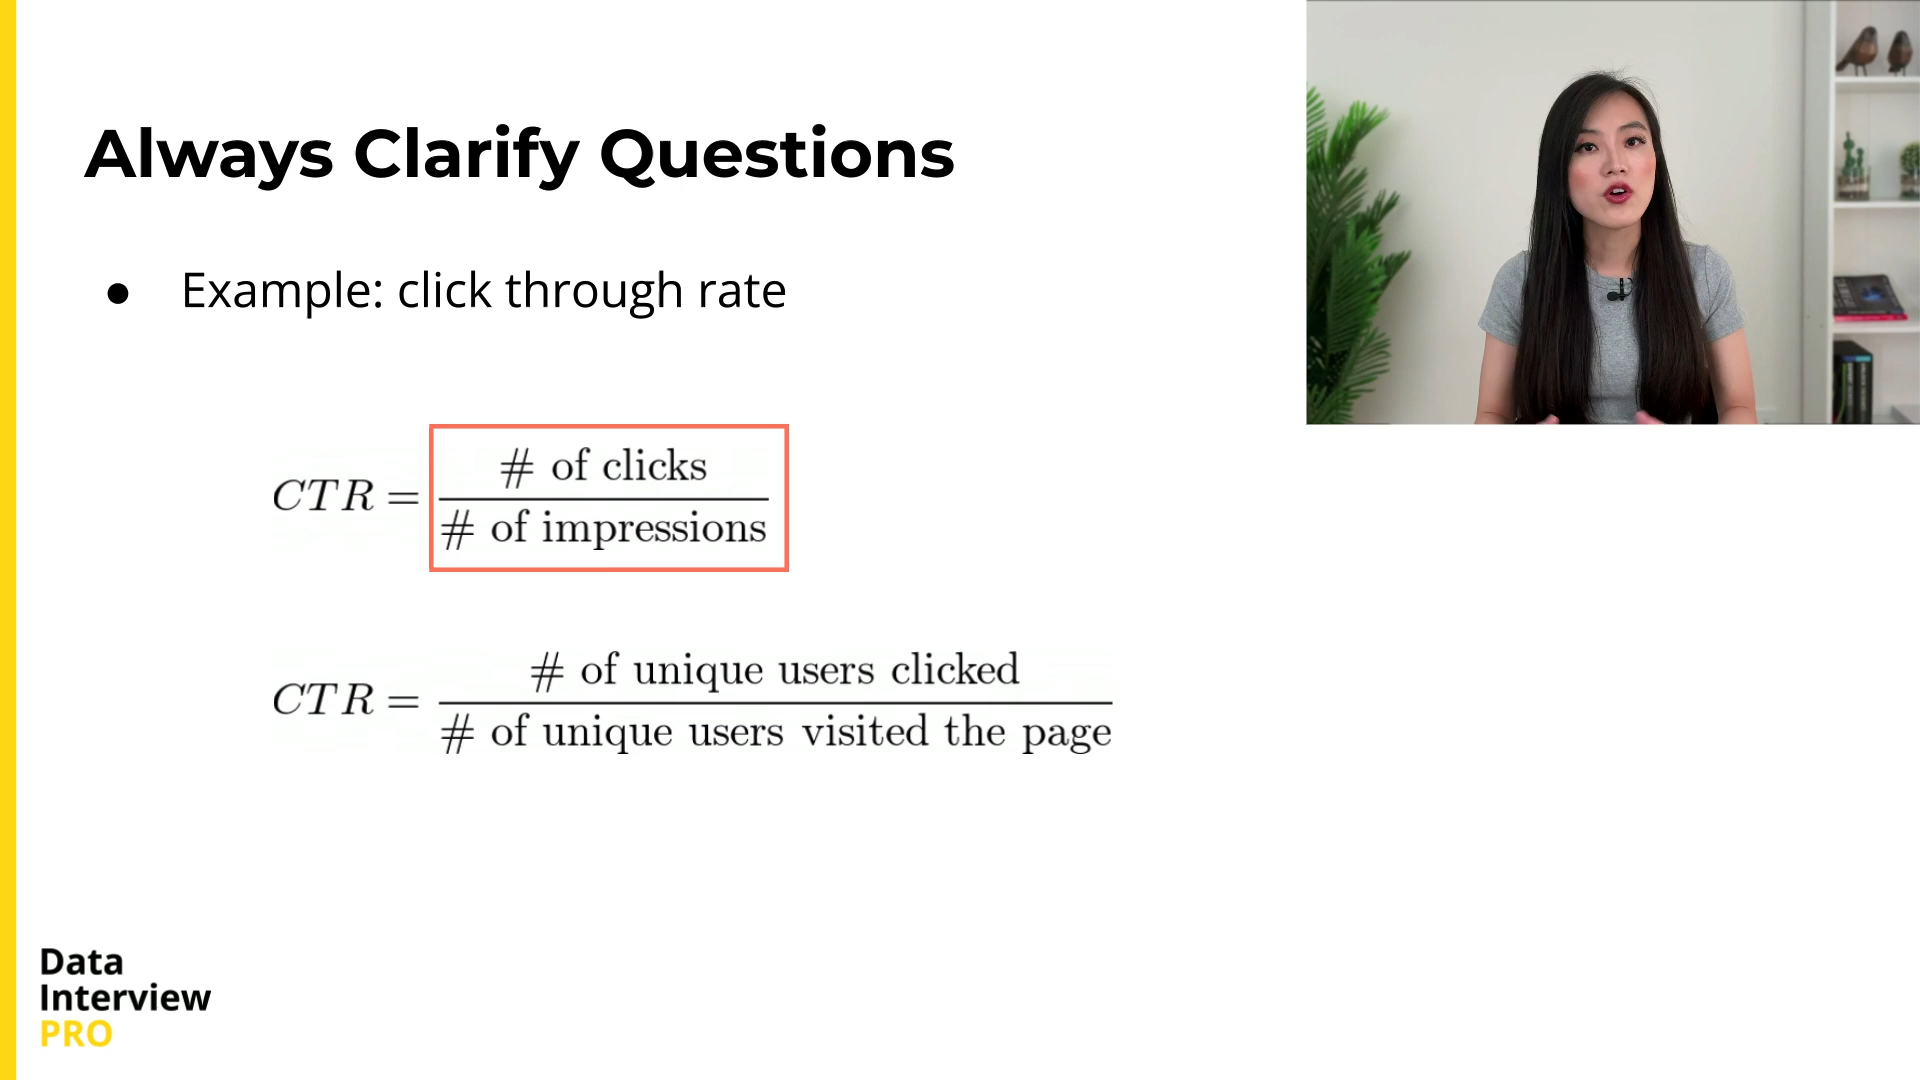 Always Clarify Questions
● Example: click through rate
CTR = # of clicks
# of impressions
CTR = # of unique users clicked
# of unique users visited the page
Data
Interview
PRO